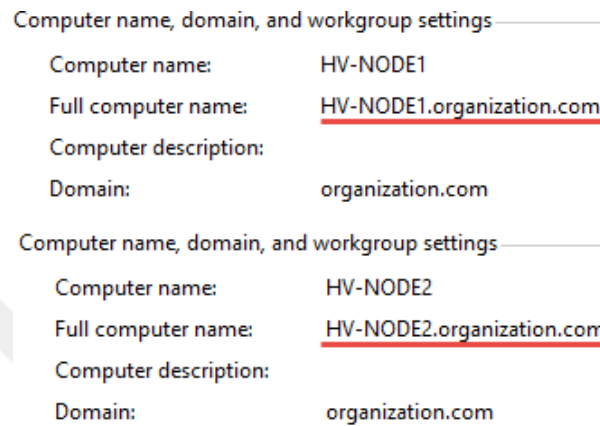 Computer name, domain, and workgroup settings
Computer name: HV-NODE1
Full computer name: HV-NODE1.organization.com
Computer description:
Domain: organization.com
Computer name, domain, and workgroup settings
Computer name: HV-NODE2
Full computer name: HV-NODE2.organization.com
Computer description:
Domain: organization.com